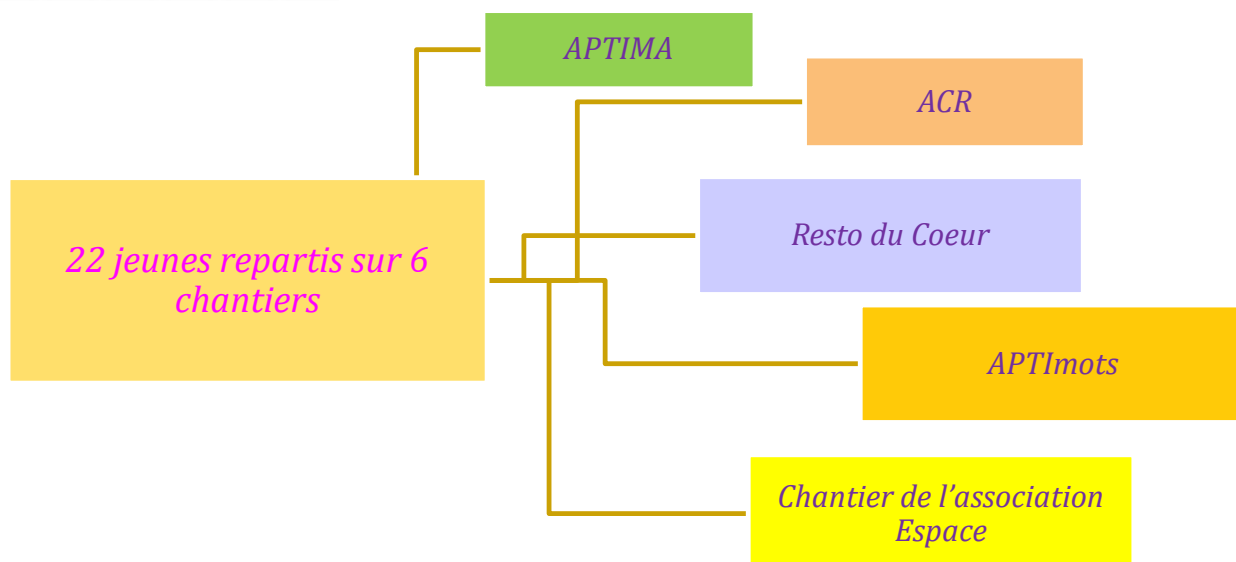 APTIMA
ACR
22 jeunes repartis sur 6
chantiers
Resto du Coeur
APTImots
Chantier de l’association
Espace